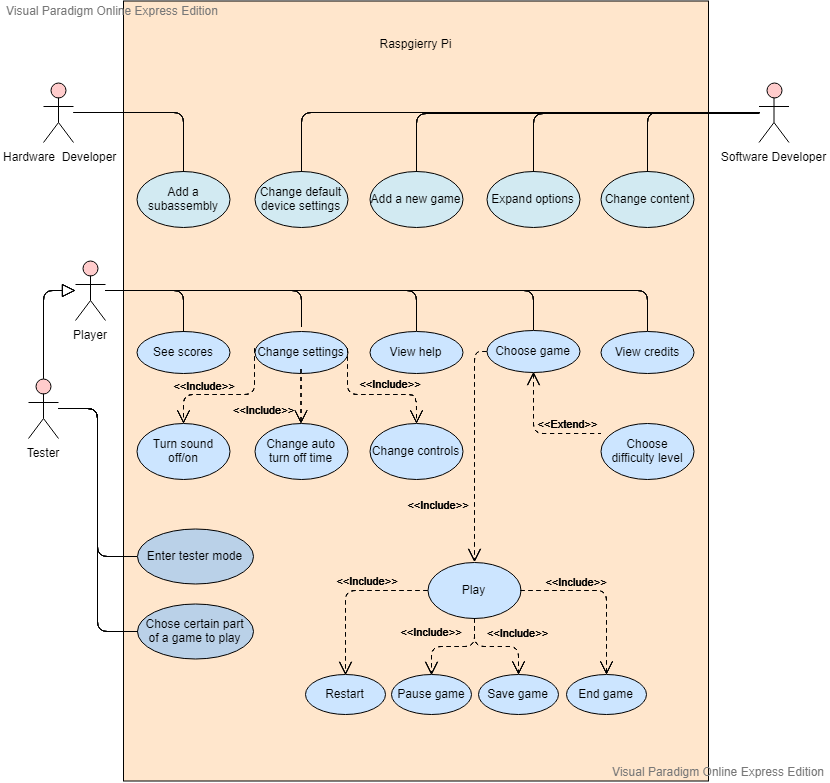 Visual Paradigm Online Express Edition
Raspgierry Pi
Hardware Developer
Software Developer
Add a
subassembly
Change default
device settings
Add a new game
Expand options
Change content
Player
See scores
Change settings
View help
Choose game
View credits
<<Include>>
<<Include>>
<<Include>>
<<Extend>>
Tester
Turn sound
off/on
Change auto
turn off time
Change controls
Choose
difficulty level
<<Include>>
Enter tester mode
<<Include>>
Play
<<Include>>
Chose certain part
of a game to play
<<Include>>
<<Include>>
Restart
Pause game
Save game
End game
Visual Paradigm Online Express Edition